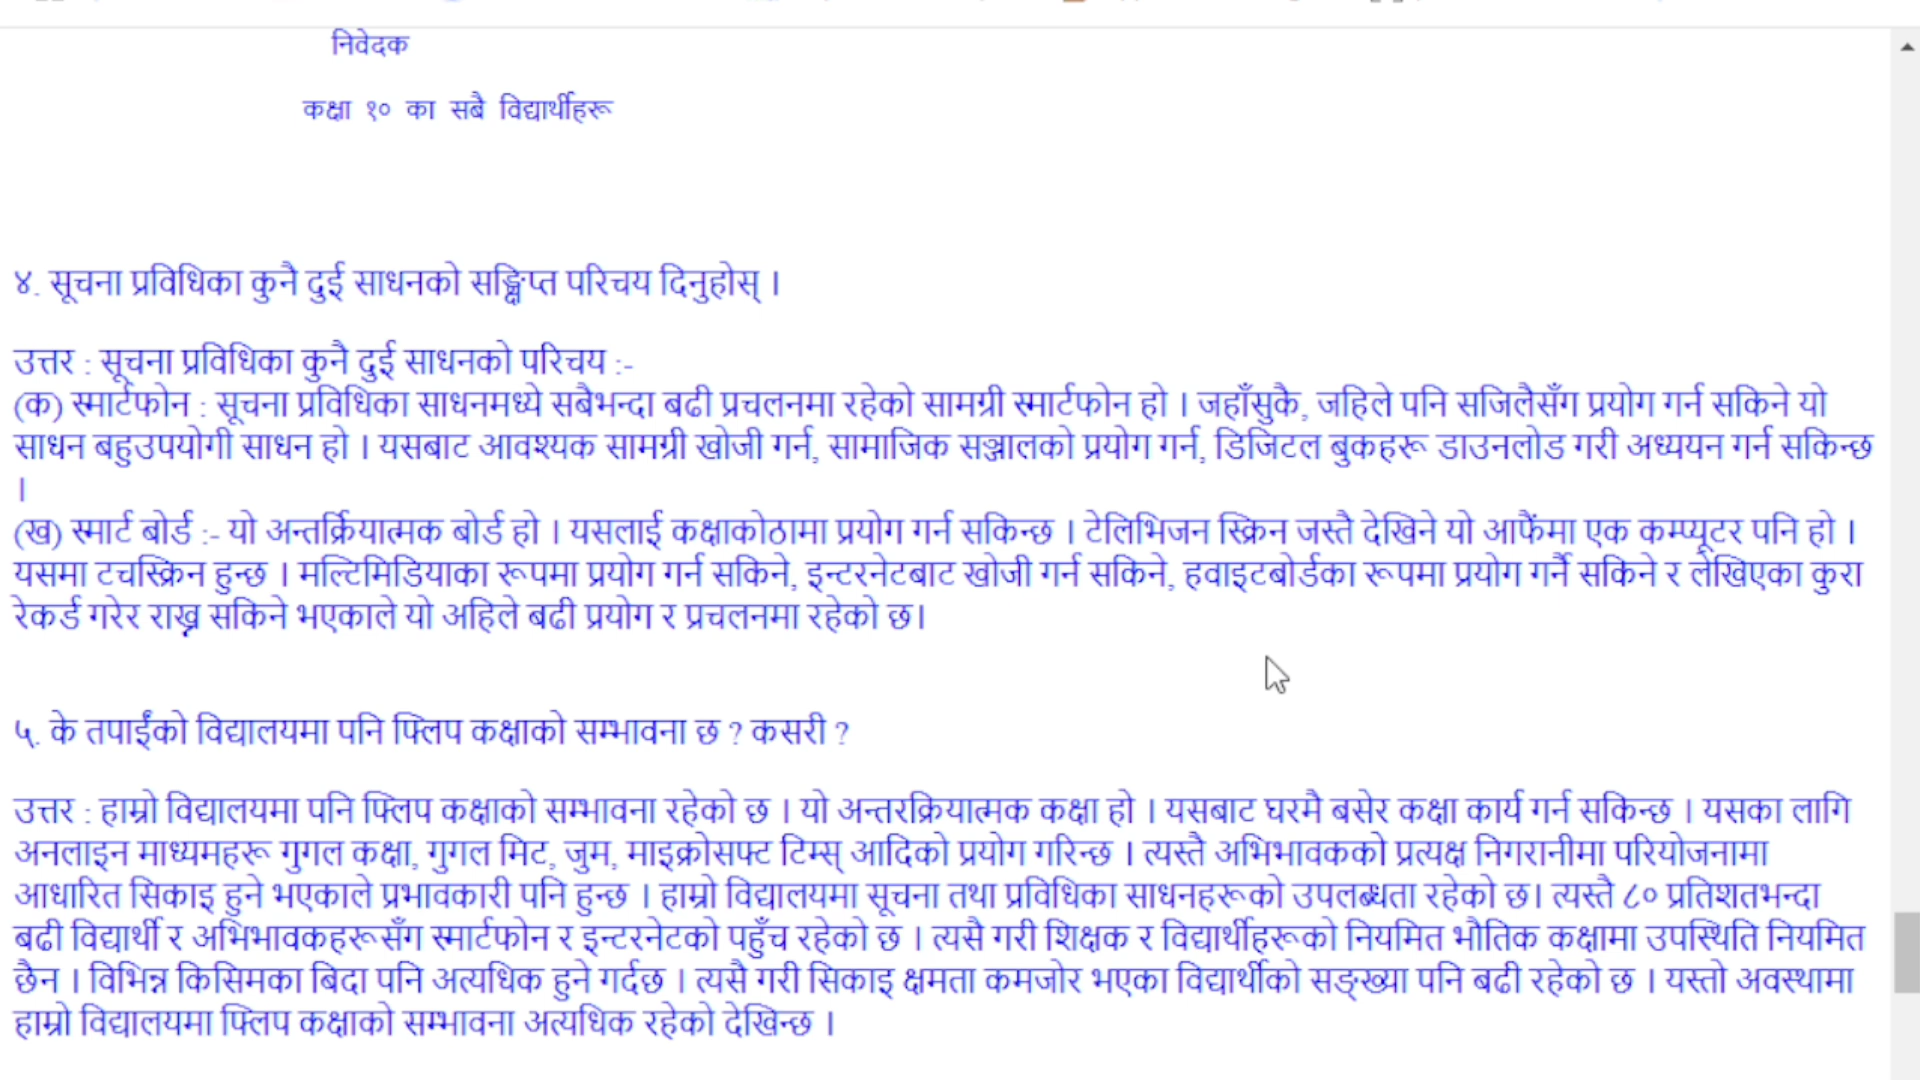 निवेदक
कक्षा १० का सबै विद्यार्थीहरू
४. सूचना प्रविधिका कुनै दुई साधनको सङ्क्षिप्त परिचय दिनुहोस् ।
उत्तर : सूचना प्रविधिका कुनै दुई साधनको परिचय :-
(क) स्मार्टफोन : सूचना प्रविधिका साधनमध्ये सबैभन्दा बढी प्रचलनमा रहेको सामग्री स्मार्टफोन हो । जहाँसुकै, जहिले पनि सजिलैसँग प्रयोग गर्न सकिने यो
साधन बहुउपयोगी साधन हो । यसबाट आवश्यक सामग्री खोजी गर्न, सामाजिक सञ्जालको प्रयोग गर्न, डिजिटल बुकहरू डाउनलोड गरी अध्ययन गर्न सकिन्छ
।
(ख) स्मार्ट बोर्ड :- यो अन्तर्क्रियात्मक बोर्ड हो । यसलाई कक्षाकोठामा प्रयोग गर्न सकिन्छ । टेलिभिजन स्क्रिन जस्तै देखिने यो आफैंमा एक कम्प्यूटर पनि हो ।
यसमा टचस्क्रिन हुन्छ । मल्टिमिडियाका रूपमा प्रयोग गर्न सकिने, इन्टरनेटबाट खोजी गर्न सकिने, हवाइटबोर्डका रूपमा प्रयोग गर्नै सकिने र लेखिएका कुरा
रेकर्ड गरेर राख्न सकिने भएकाले यो अहिले बढी प्रयोग र प्रचलनमा रहेको छ।
५. के तपाईंको विद्यालयमा पनि फ्लिप कक्षाको सम्भावना छ ? कसरी ?
उत्तर : हाम्रो विद्यालयमा पनि फ्लिप कक्षाको सम्भावना रहेको छ । यो अन्तरक्रियात्मक कक्षा हो । यसबाट घरमै बसेर कक्षा कार्य गर्न सकिन्छ । यसका लागि
अनलाइन माध्यमहरू गुगल कक्षा, गुगल मिट, जुम, माइक्रोसफ्ट टिम्स् आदिको प्रयोग गरिन्छ । त्यस्तै अभिभावकको प्रत्यक्ष निगरानीमा परियोजनामा
आधारित सिकाइ हुने भएकाले प्रभावकारी पनि हुन्छ । हाम्रो विद्यालयमा सूचना तथा प्रविधिका साधनहरूको उपलब्धता रहेको छ। त्यस्तै ८० प्रतिशतभन्दा
बढी विद्यार्थी र अभिभावकहरूसँग स्मार्टफोन र इन्टरनेटको पहुँच रहेको छ । त्यसै गरी शिक्षक र विद्यार्थीहरूको नियमित भौतिक कक्षामा उपस्थिति नियमित
छैन । विभिन्न किसिमका बिदा पनि अत्यधिक हुने गर्दछ । त्यसै गरी सिकाइ क्षमता कमजोर भएका विद्यार्थीको सङ्ख्या पनि बढी रहेको छ । यस्तो अवस्थामा
हाम्रो विद्यालयमा फ्लिप कक्षाको सम्भावना अत्यधिक रहेको देखिन्छ ।